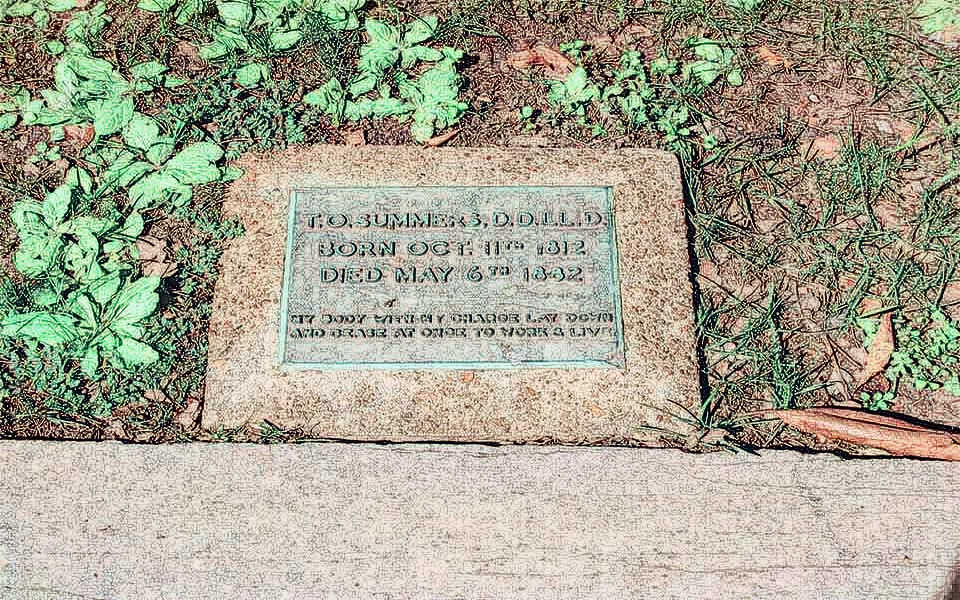 T.O. SUMMERS, D.D.LL.D.
BORN OCT. 11TH 1812
DIED MAY 6TH 1882
MY BODY WITH MY CHARGE LAY DOWN
AND CEASE AT ONCE TO WORK & LIVE